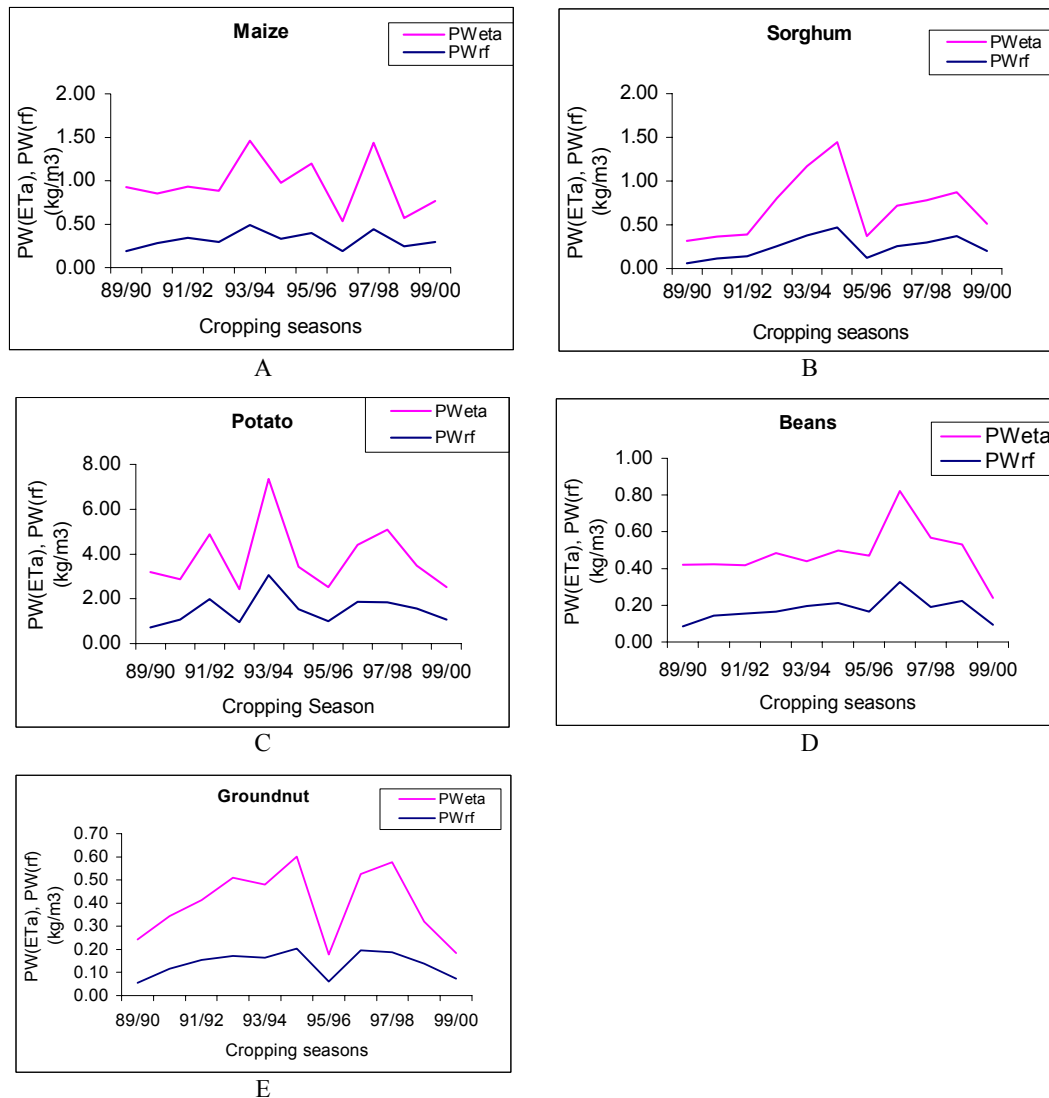 Maize
PWeta
PWrf
2.00
1.50
1.00
0.50
0.00
PW(ETa), PW(rf)
(kg/m3)
89/90 91/92 93/94 95/96 97/98 99/00
Cropping seasons
A
Sorghum
PWeta
PWrf
2.00
1.50
1.00
0.50
0.00
PW(ETa), PW(rf)
(kg/m3)
89/90 91/92 93/94 95/96 97/98 99/00
Cropping seasons
B
Potato
PWeta
PWrf
8.00
6.00
4.00
2.00
0.00
PW(ETa), PW(rf)
(kg/m3)
89/90 91/92 93/94 95/96 97/98 99/00
Cropping Season
C
Beans
PWeta
PWrf
1.00
0.80
0.60
0.40
0.20
0.00
PW(ETa), PW(rf)
(kg/m3)
89/90 91/92 93/94 95/96 97/98 99/00
Cropping seasons
D
Groundnut
PWeta
PWrf
0.70
0.60
0.50
0.40
0.30
0.20
0.10
0.00
PW(ETa), PW(rf)
(kg/m3)
89/90 91/92 93/94 95/96 97/98 99/00
Cropping seasons
E